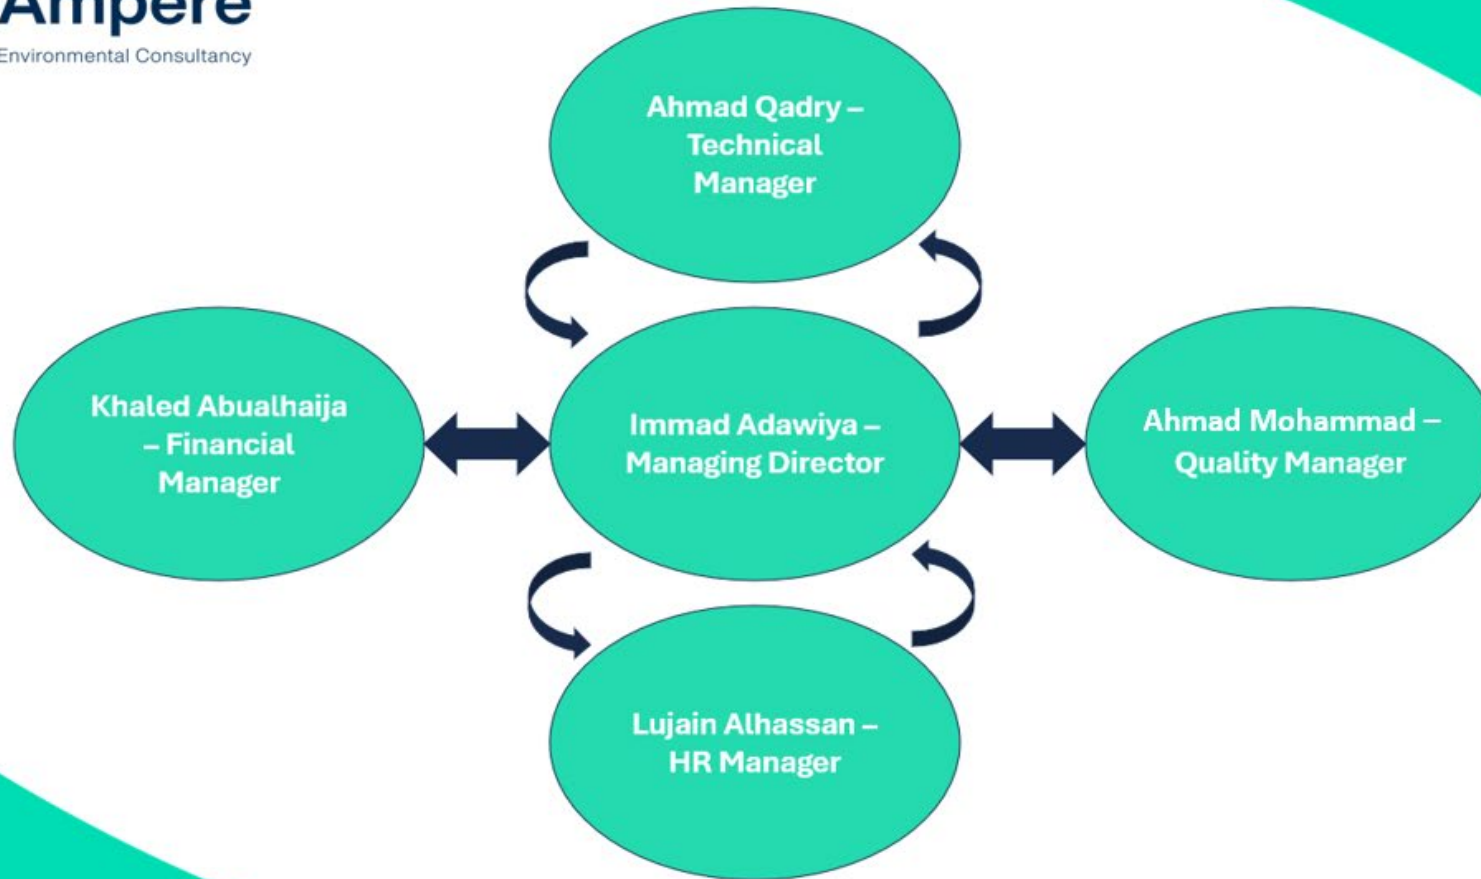 Ampere
Environmental Consultancy
Ahmad Qadry –
Technical
Manager
Khaled Abualhaija
– Financial
Manager
Immad Adawiya –
Managing Director
Ahmad Mohammad –
Quality Manager
Lujain Alhassan –
HR Manager